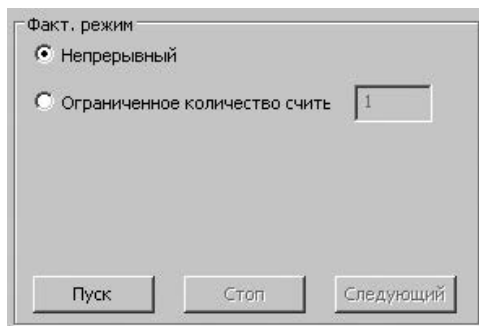 Факт. режим
Непрерывный
Ограниченное количество считЬ 1
Пуск Стоп Следующий